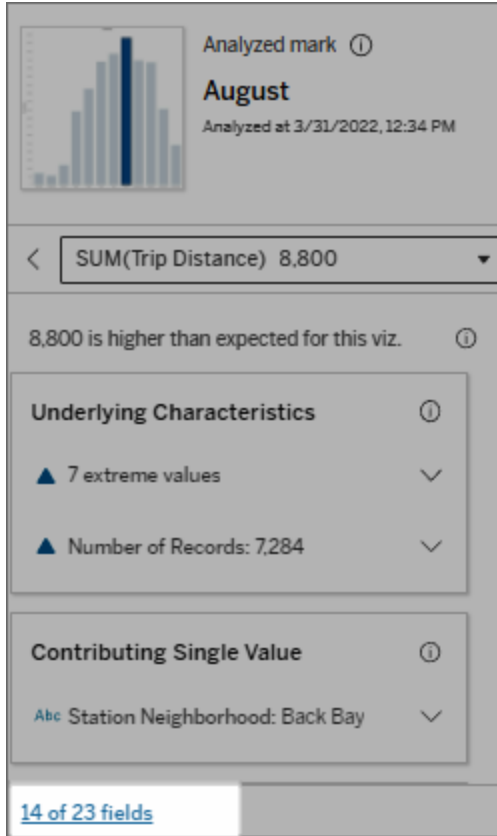 Analyzed mark
August
Analyzed at 3/31/2022, 12:34 PM
SUM(Trip Distance) 8,800
8,800 is higher than expected for this viz.
Underlying Characteristics
7 extreme values
Number of Records: 7,284
Contributing Single Value
Abc Station Neighborhood: Back Bay
14 of 23 fields